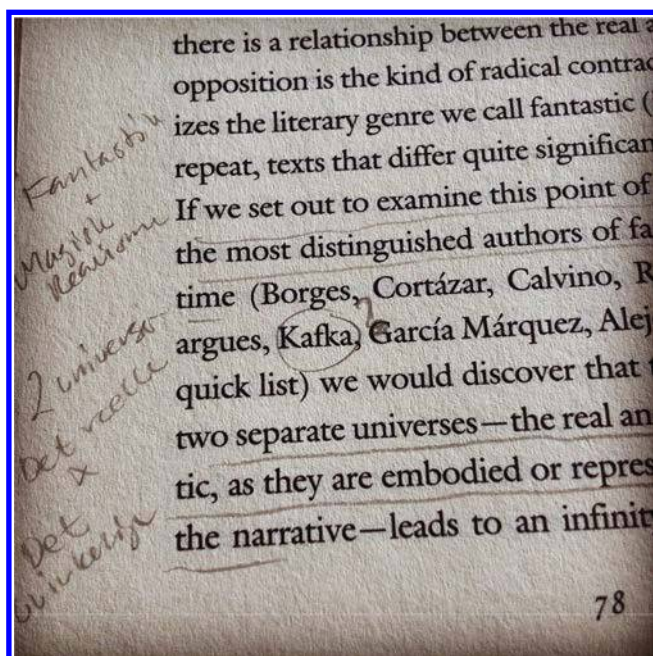 there is a relationship between the real a
opposition is the kind of radical contrac
izes the literary genre we call fantastic (
repeat, texts that differ quite significan
If we set out to examine this point of
the most distinguished authors of fa
time (Borges, Cortázar, Calvino, R
argues, Kafka, García Márquez, Alej
quick list) we would discover that t
two separate universes—the real an
tic, as they are embodied or repres
the narrative—leads to an infinit
78
+
Magisk
2 universo
Det reelle
x
Det